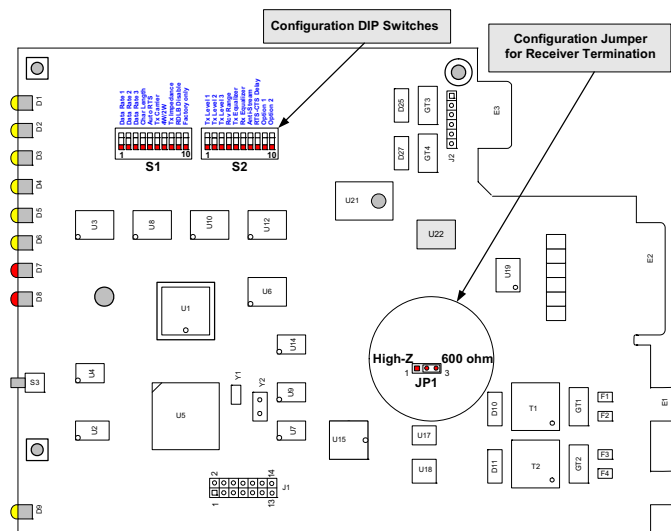 Configuration DIP Switches
Configuration Jumper
for Receiver Termination
Data Rate 1
Data Rate 2
Data Rate 3
Char Length
Auto RTS
Tx Carrier
4W/2W
Tx Impedance
RDLB Disable
Factory only
Tx Level 1
Tx Level 2
Tx Level 3
Rcv Range
Tx Equalizer
Rx Equalizer
Anti-Stream
RTS-CTS Delay
Option 1
Option 2
1 10
S1
1 10
S2
D1
D2
D3
D4
D5
D6
D7
D8
S3
D9
D25
D27
GT3
GT4
J2
E3
U3
U8
U10
U12
U21
U22
U19
E2
U1
U6
U14
High-Z 600 ohm
1 3
JP1
U4
U2
U5
Y1
Y2
U9
U7
U15
U17
U18
D10
D11
T1
T2
GT1
GT2
F1
F2
F3
F4
E1
2 14
1 13
J1